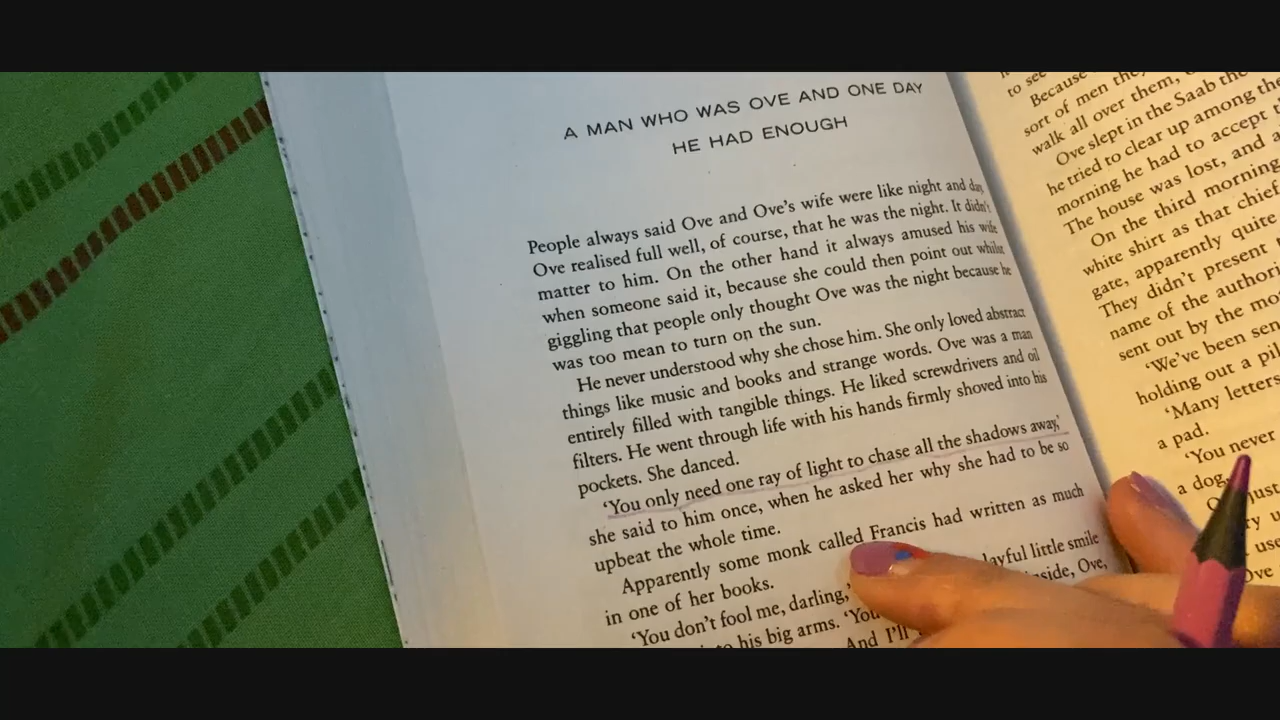 A MAN WHO WAS OVE AND ONE DAY
HE HAD ENOUGH
People always said Ove and Ove's wife were like night and day.
Ove realised full well, of course, that he was the night. It didn't
matter to him. On the other hand it always amused his wife
when someone said it, because she could then point out whilst
giggling that people only thought Ove was the night because he
was too mean to turn on the sun.
He never understood why she chose him. She only loved abstract
things like music and books and strange words. Ove was a man
entirely filled with tangible things. He liked screwdrivers and oil
filters. He went through life with his hands firmly shoved into his
pockets. She danced.
'You only need one ray of light to chase all the shadows away,'
she said to him once, when he asked her why she had to be so
upbeat the whole time.
Apparently some monk called Francis had written as much
in one of her books.
'You don't fool me, darling,' layful little smile
his big arms. 'You inside, Ove,
And I'll
to see
Because
sort of men they
walk all over them,
Ove slept in the Saab the
he tried to clear up among the
morning he had to accept
The house was lost, and
On the third morning
white shirt as that chief
gate, apparently quite
They didn't present
name of the authori
sent out by the
'We've been sen
holding out a pil
'Many letters
a pad.
'You never
a dog,
just
use
Ove